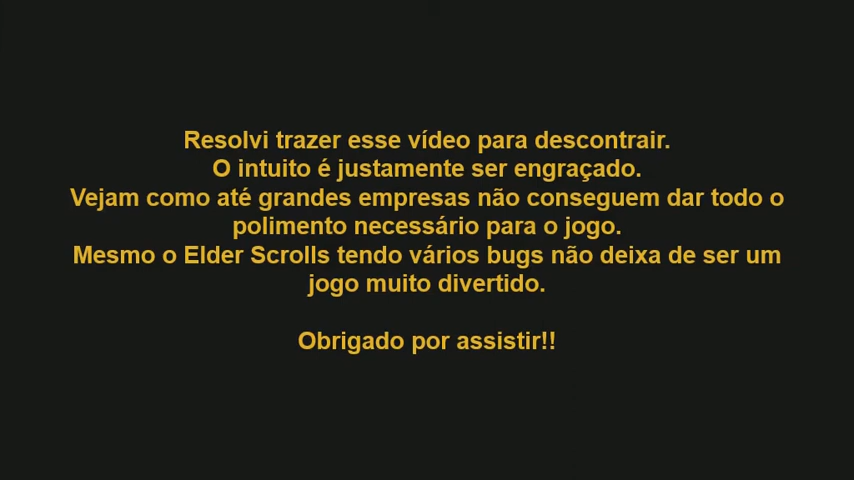 Resolvi trazer esse vídeo para descontrair.
O intuito é justamente ser engraçado.
Vejam como até grandes empresas não conseguem dar todo o
polimento necessário para o jogo.
Mesmo o Elder Scrolls tendo vários bugs não deixa de ser um
jogo muito divertido.
Obrigado por assistir!!